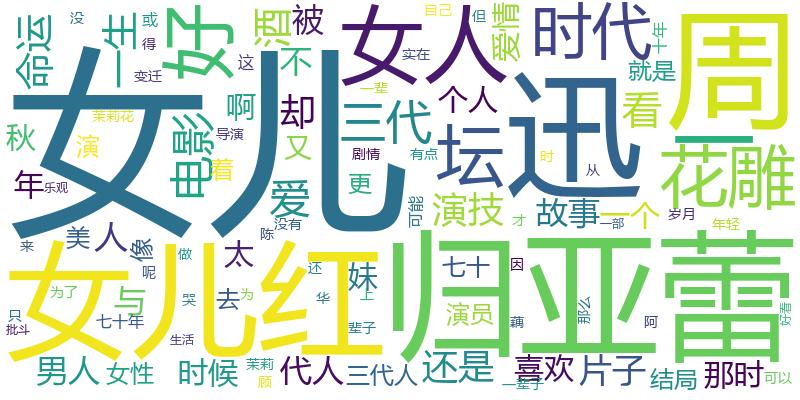 没 或 自己 但
命运 一生 好 酒 被 女人 爱情 时代 十年 周
得 实在
变迁 这 不 就是
女儿 一辈 迅
茉莉花 啊 却 三代 个人 看 一
秋 演 电影 导演 又 剧情 有点 坛 时 花雕
年 乐观 着 爱 更 从
可能 演技 故事 一个 岁月
美 人 像 没有 才 一部 年轻
来 陈 太
女儿红 归亚蕾
呢 做 还 妹 七十 因
为了 与 哭 去 为 华 上 演员 藕 那么 好看
只 七十年 辈子 阿
批斗 生活
男人 女性 时候 茉莉 代人 三代人 还是 喜欢 片子 结局 那时 可以
顾 一辈子